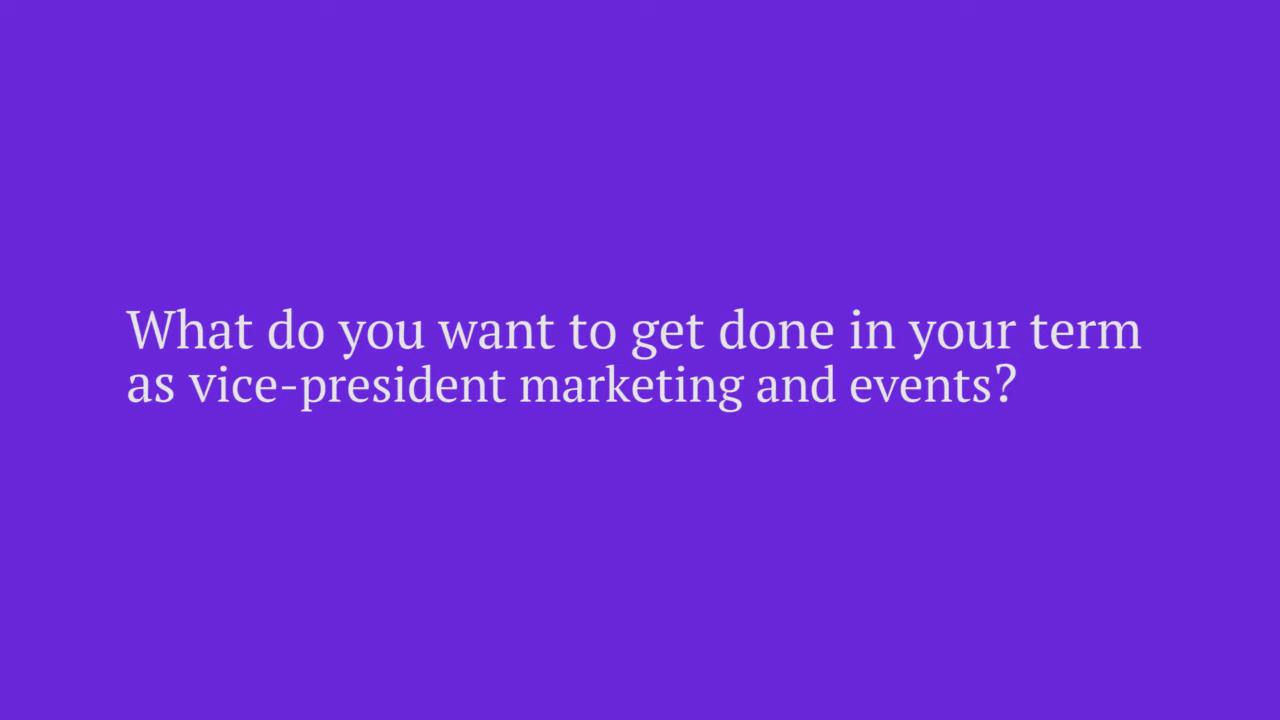 What do you want to get done in your term
as vice-president marketing and events?